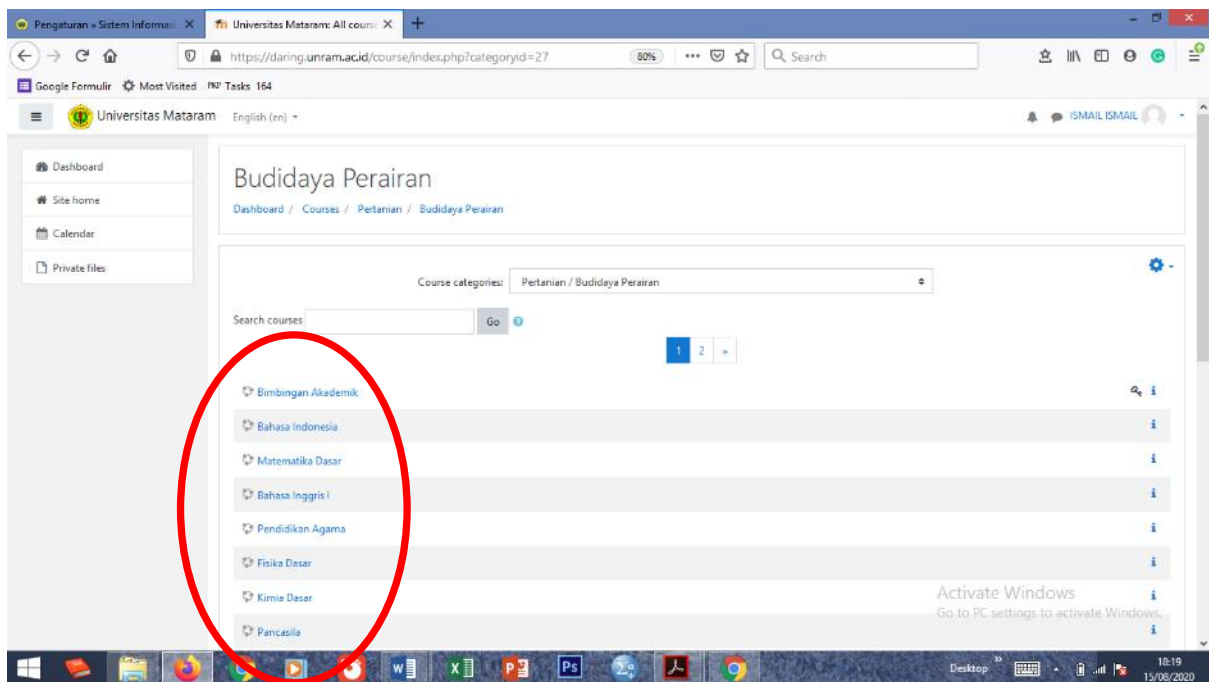 Pengaturan » Sistem Informasi
Universitas Mataram: All cours
https://daring.unram.ac.id/course/index.php?categoryid=27
80%
Search
Google Formulir Most Visited PKP Tasks 164
Universitas Mataram English (en)
ISMAIL ISMAIL
Dashboard
Site home
Calendar
Private files
Budidaya Perairan
Dashboard / Courses / Pertanian / Budidaya Perairan
Course categories: Pertanian / Budidaya Perairan
Search courses Go
1 2 »
Bimbingan Akademik
Bahasa Indonesia
Matematika Dasar
Bahasa Inggris I
Pendidikan Agama
Fisika Dasar
Kimia Dasar
Pancasila
Activate Windows
Go to PC settings to activate Windows.
Desktop »
18:19
15/08/2020